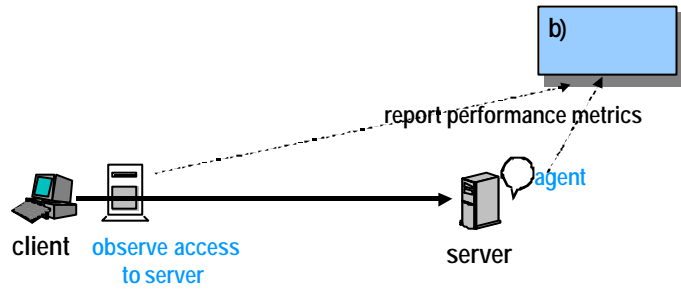 b)
report performance metrics
agent
client
observe access
to server
server